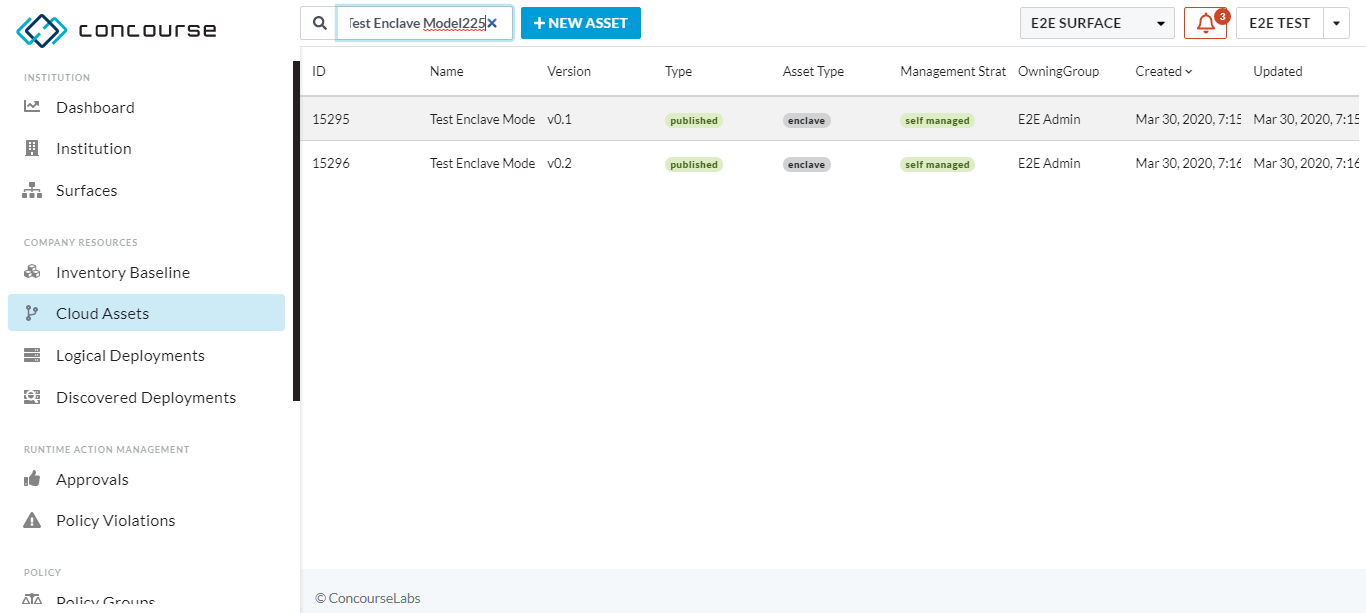 concourse
Test Enclave Model225
NEW ASSET
E2E SURFACE
3
E2E TEST
INSTITUTION
Dashboard
Institution
Surfaces
COMPANY RESOURCES
Inventory Baseline
Cloud Assets
Logical Deployments
Discovered Deployments
RUNTIME ACTION MANAGEMENT
Approvals
Policy Violations
POLICY
Policy Groups
ID Name Version Type Asset Type Management Strat OwningGroup Created Updated
15295 Test Enclave Mode v0.1 published enclave self managed E2E Admin Mar 30, 2020, 7:15 Mar 30, 2020, 7:15
15296 Test Enclave Mode v0.2 published enclave self managed E2E Admin Mar 30, 2020, 7:16 Mar 30, 2020, 7:16
© ConcourseLabs